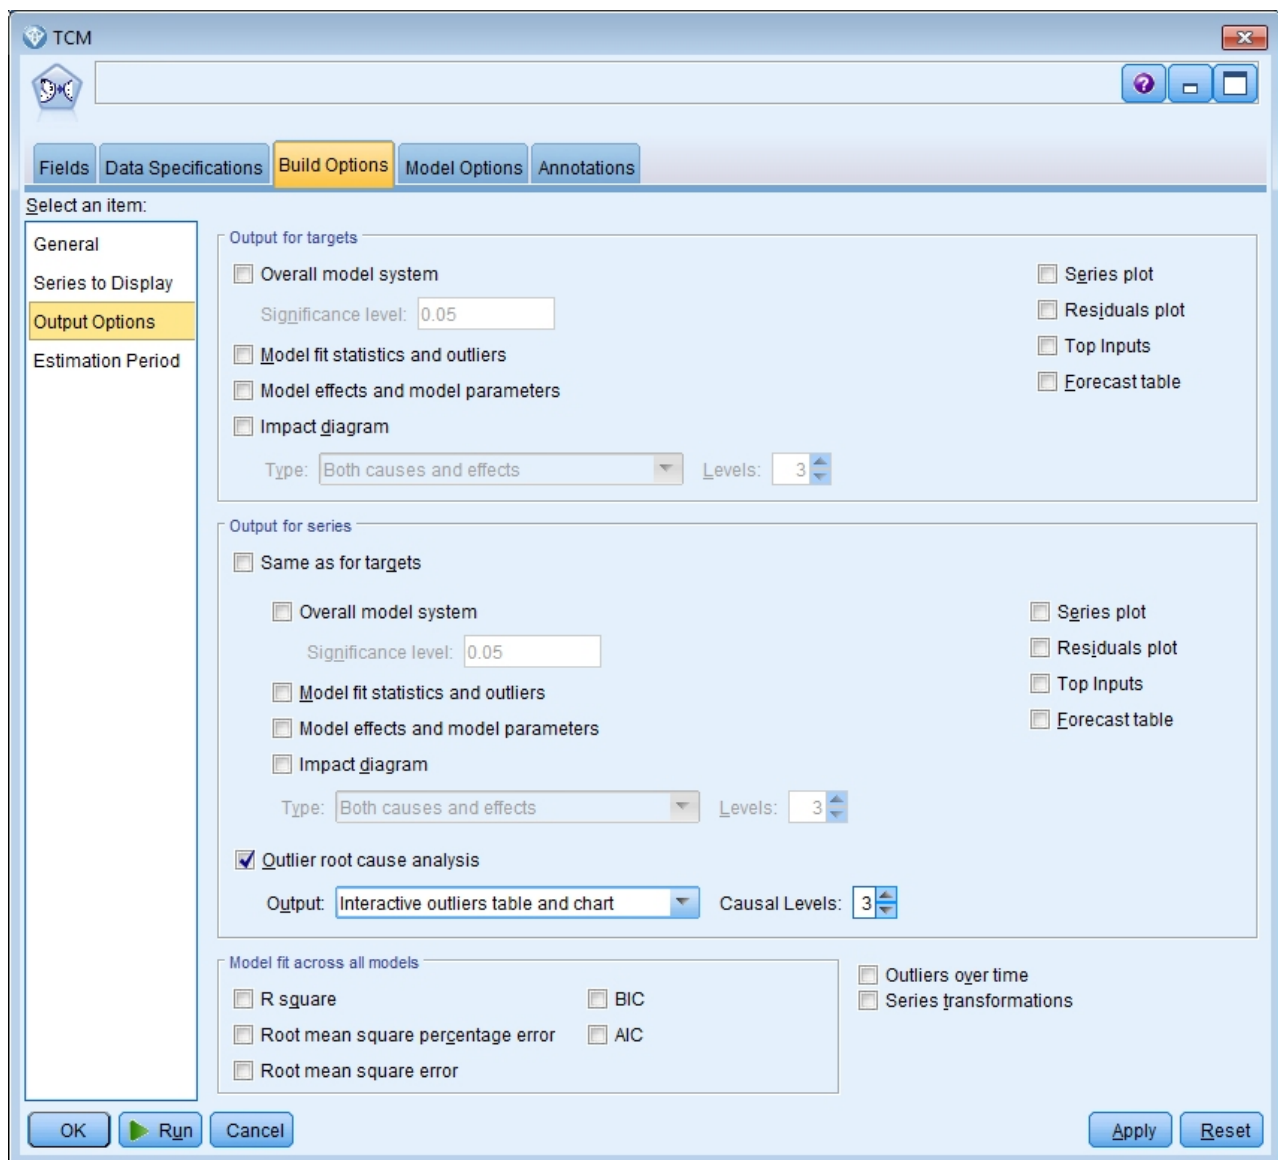 TCM
Fields Data Specifications Build Options Model Options Annotations
Select an item:
General
Series to Display
Output Options
Estimation Period
Output for targets
Overall model system
Significance level: 0.05
Model fit statistics and outliers
Model effects and model parameters
Impact diagram
Type: Both causes and effects Levels: 3
Series plot
Residuals plot
Top Inputs
Forecast table
Output for series
Same as for targets
Overall model system
Significance level: 0.05
Model fit statistics and outliers
Model effects and model parameters
Impact diagram
Type: Both causes and effects Levels: 3
Series plot
Residuals plot
Top Inputs
Forecast table
Outlier root cause analysis
Output: Interactive outliers table and chart Causal Levels: 3
Model fit across all models
R square BIC
Root mean square percentage error AIC
Root mean square error
Outliers over time
Series transformations
OK Run Cancel Apply Reset